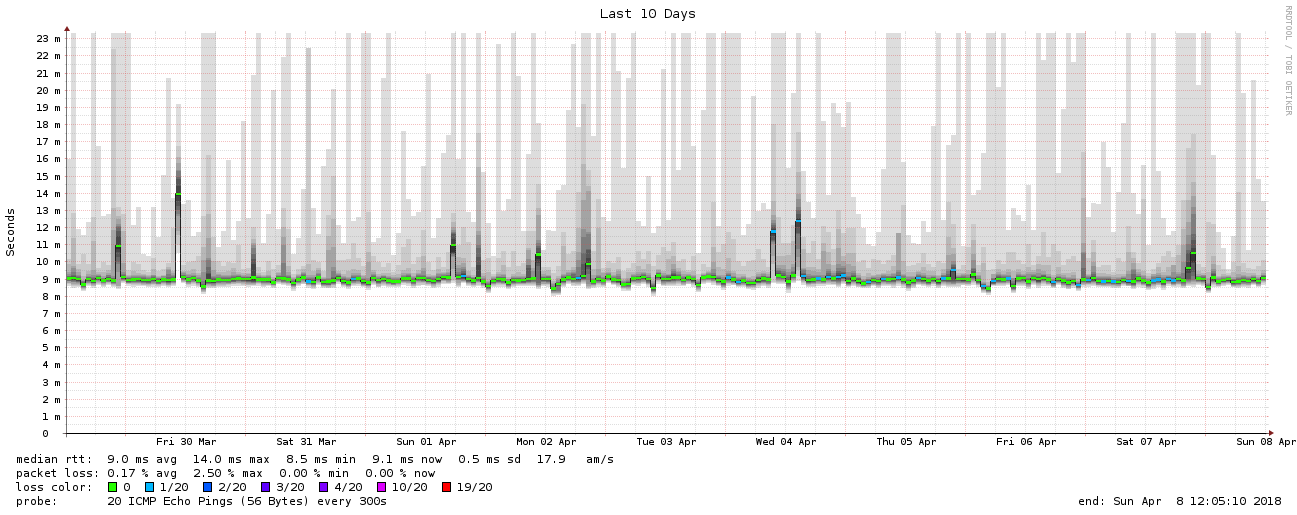 Last 10 Days
RRDTOOL / TOBI OETIKER
Seconds
23 m
22 m
21 m
20 m
19 m
18 m
17 m
16 m
15 m
14 m
13 m
12 m
11 m
10 m
9 m
8 m
7 m
6 m
5 m
4 m
3 m
2 m
1 m
0
Fri 30 Mar Sat 31 Mar Sun 01 Apr Mon 02 Apr Tue 03 Apr Wed 04 Apr Thu 05 Apr Fri 06 Apr Sat 07 Apr Sun 08 Apr
median rtt: 9.0 ms avg 14.0 ms max 8.5 ms min 9.1 ms now 0.5 ms sd 17.9 am/s
packet loss: 0.17 % avg 2.50 % max 0.00 % min 0.00 % now
loss color: 0 1/20 2/20 3/20 4/20 10/20 19/20
probe: 20 ICMP Echo Pings (56 Bytes) every 300s end: Sun Apr 8 12:05:10 2018